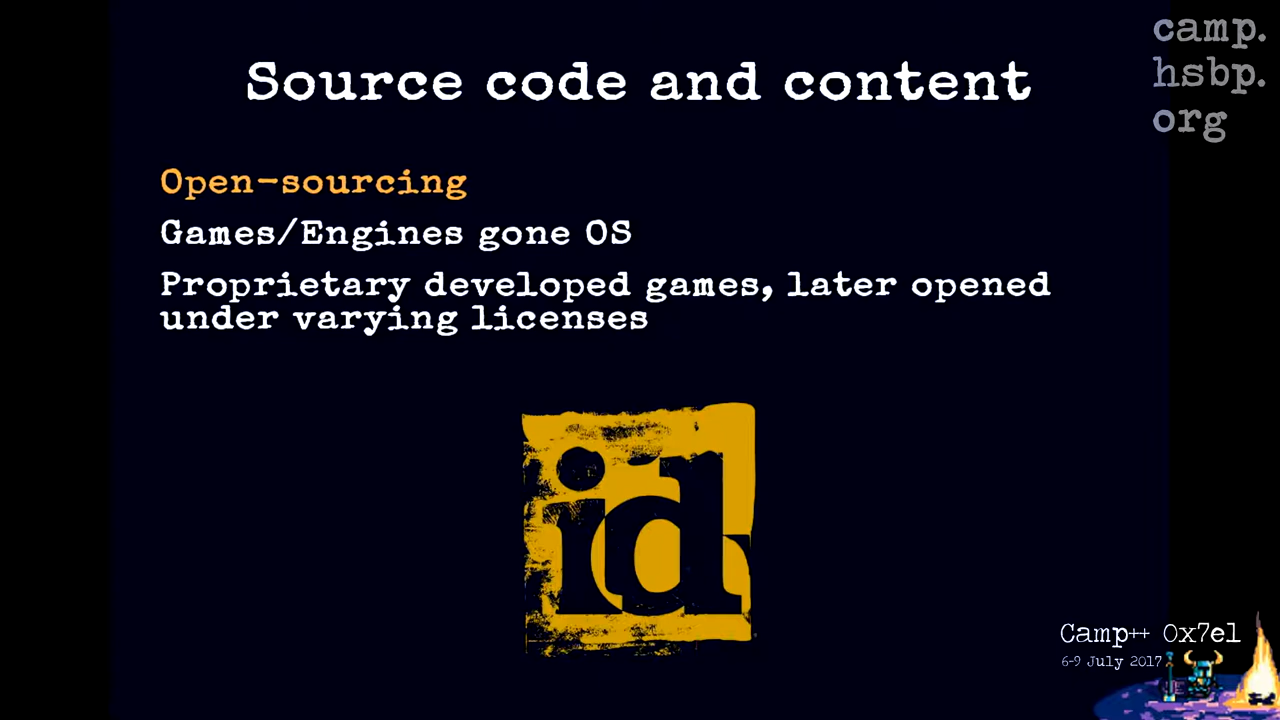 camp.
hsbp.
org
Source code and content
Open-sourcing
Games/Engines gone OS
Proprietary developed games, later opened
under varying licenses
id
Camp++ 0x7e1
6-9 July 2017